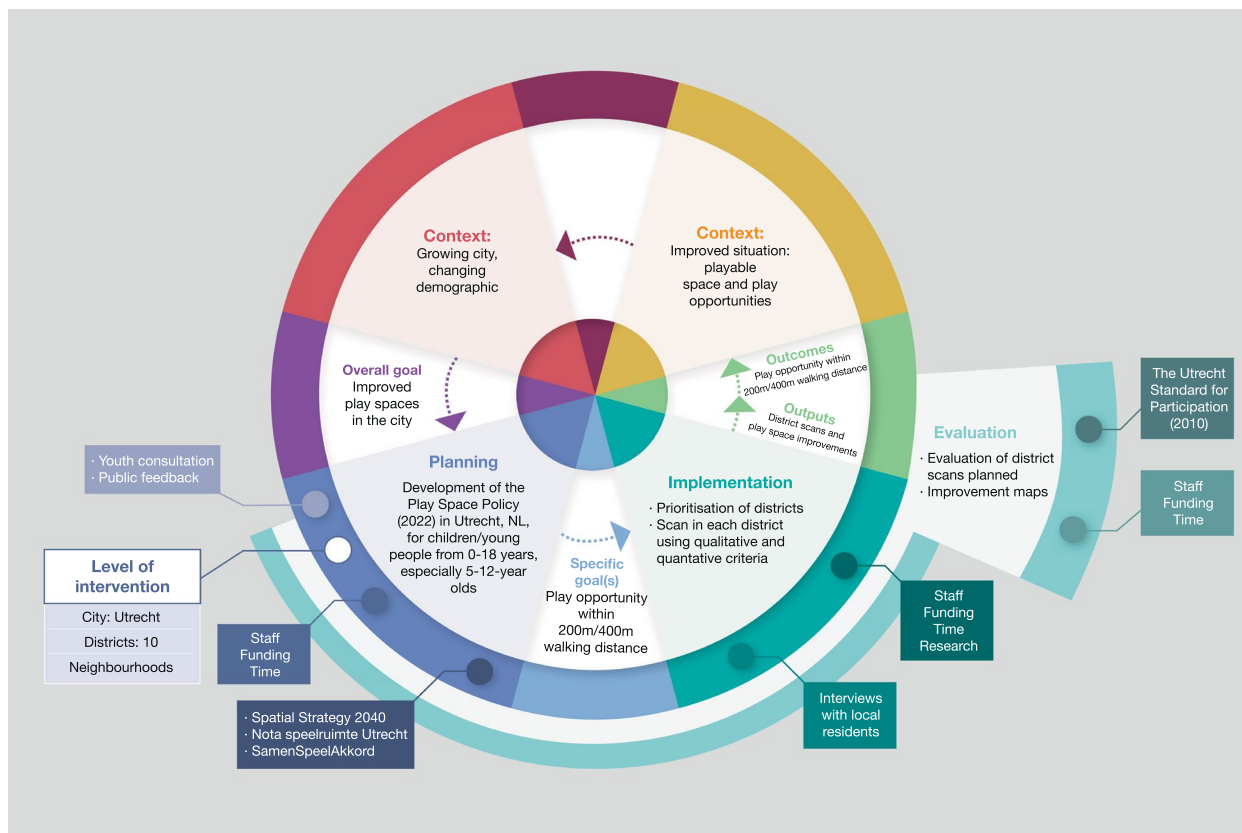 Context:
Growing city,
changing
demographic
Context:
Improved situation:
playable
space and play
opportunities
Overall goal
Improved
play spaces
in the city
Outcomes
Play opportunity within
200m/400m walking distance
Outputs
District scans and
play space improvements
Planning
Development of the
Play Space Policy
(2022) in Utrecht, NL,
for children/young
people from 0-18 years,
especially 5-12-year
olds
Specific
goal(s)
Play opportunity
within
200m/400m
walking distance
Implementation
· Prioritisation of districts
· Scan in each district
using qualitative and
quantative criteria
Evaluation
· Evaluation of district
scans planned
· Improvement maps
The Utrecht
Standard for
Participation
(2010)
Staff
Funding
Time
· Youth consultation
· Public feedback
Level of
intervention
City: Utrecht
Districts: 10
Neighbourhoods
Staff
Funding
Time
· Spatial Strategy 2040
· Nota speelruimte Utrecht
· SamenSpeelAkkord
Staff
Funding
Time
Research
Interviews
with local
residents